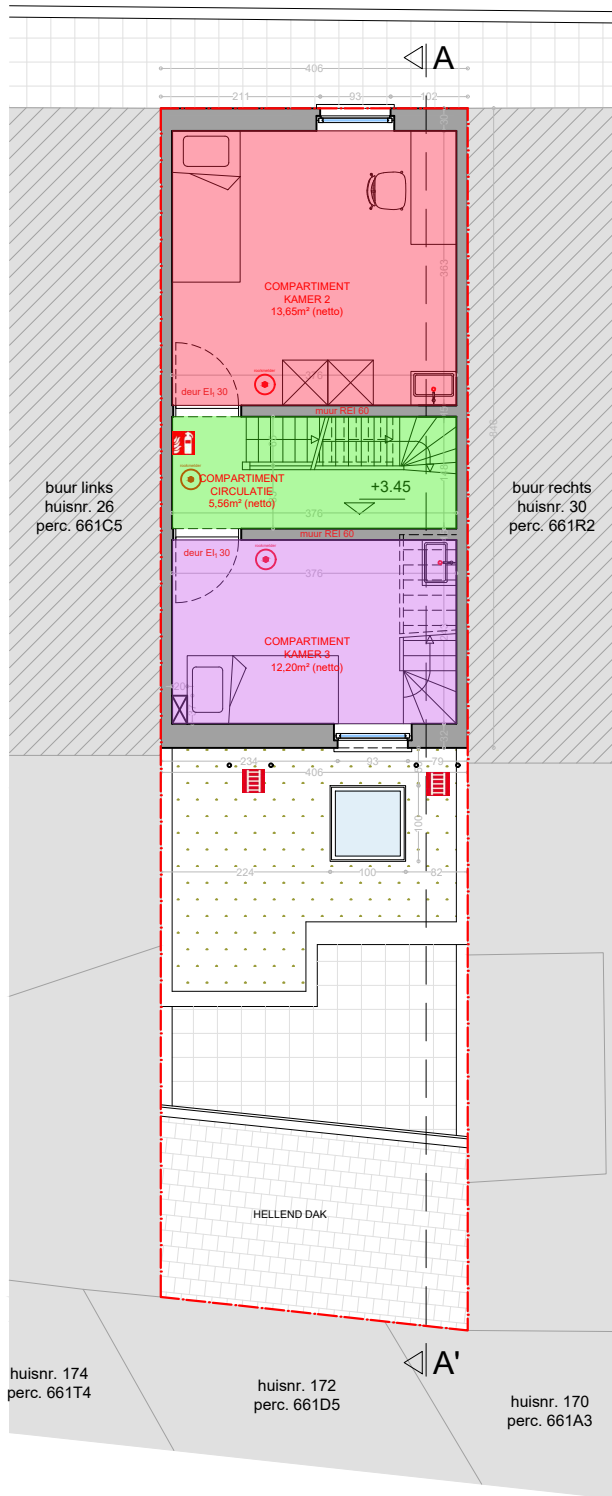 A
406
211
93
102
30
COMPARTIMENT
KAMER 2
13,65m² (netto)
363
376
deur EI₁ 30
muur REI 60
COMPARTIMENT
CIRCULATIE
5,56m² (netto)
+3.45
376
buur links
huisnr. 26
perc. 661C5
buur rechts
huisnr. 30
perc. 661R2
muur REI 60
deur EI₁ 30
376
COMPARTIMENT
KAMER 3
12,20m² (netto)
20
32
234
93
79
406
100
224
100
82
HELLEND DAK
A'
huisnr. 174
perc. 661T4
huisnr. 172
perc. 661D5
huisnr. 170
perc. 661A3